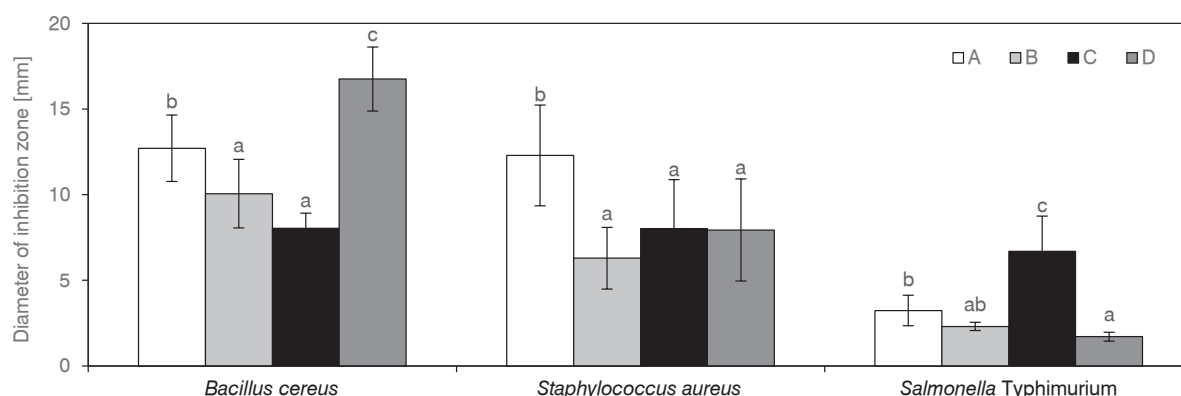 Diameter of inhibition zone [mm]
20
15
10
5
0
A B C D
b a a c
b a a a
b ab c a
Bacillus cereus Staphylococcus aureus Salmonella Typhimurium